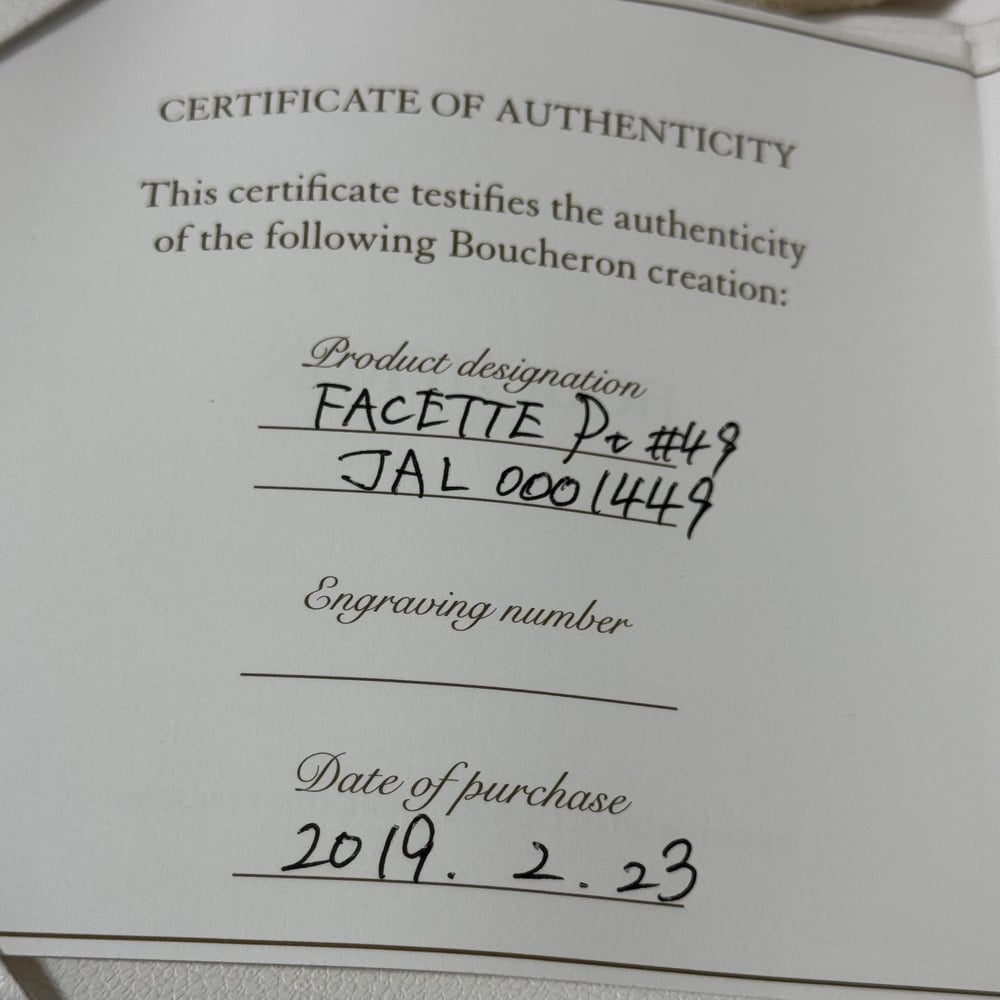 CERTIFICATE OF AUTHENTICITY
This certificate testifies the authenticity
of the following Boucheron creation:
Product designation
FACETTE Pt #49
JAL 0001449
Engraving number
Date of purchase
2019. 2. 23